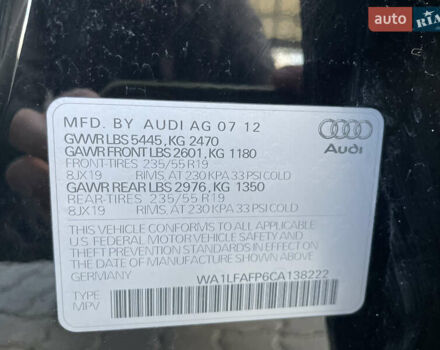 auto RIA
MFD. BY AUDI AG 07 12
GVWR LBS 5445, KG 2470
GAWR FRONT LBS 2601, KG 1180
FRONT-TIRES 235/55 R19
8JX19 RIMS, AT 230 KPA 33 PSI COLD
GAWR REAR LBS 2976, KG 1350
REAR-TIRES 235/55 R19
8JX19 RIMS, AT 230 KPA 33 PSI COLD
Audi
THIS VEHICLE CONFORMS TO ALL APPLICABLE
U.S. FEDERAL MOTOR VEHICLE SAFETY AND
THEFT PREVENTION STANDARDS IN EFFECT ON
THE DATE OF MANUFACTURE SHOWN ABOVE.
GERMANY WA1LFAFP6CA138222
TYPE
MPV